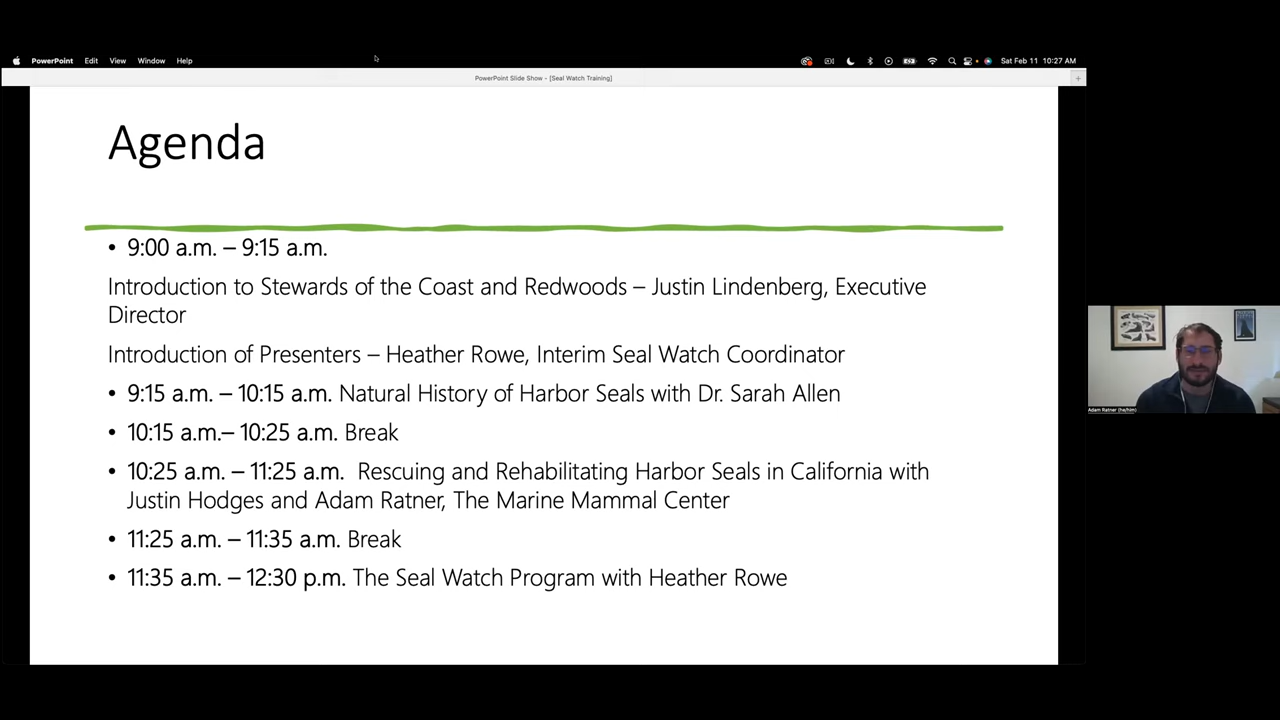 PowerPoint Edit View Window Help Sat Feb 11 10:27 AM
PowerPoint Slide Show - [Seal Watch Training]
Agenda
• 9:00 a.m. – 9:15 a.m.
Introduction to Stewards of the Coast and Redwoods – Justin Lindenberg, Executive
Director
Introduction of Presenters – Heather Rowe, Interim Seal Watch Coordinator
• 9:15 a.m. – 10:15 a.m. Natural History of Harbor Seals with Dr. Sarah Allen
• 10:15 a.m.– 10:25 a.m. Break
• 10:25 a.m. – 11:25 a.m. Rescuing and Rehabilitating Harbor Seals in California with
Justin Hodges and Adam Ratner, The Marine Mammal Center
• 11:25 a.m. – 11:35 a.m. Break
• 11:35 a.m. – 12:30 p.m. The Seal Watch Program with Heather Rowe
Adam Ratner (he/him)